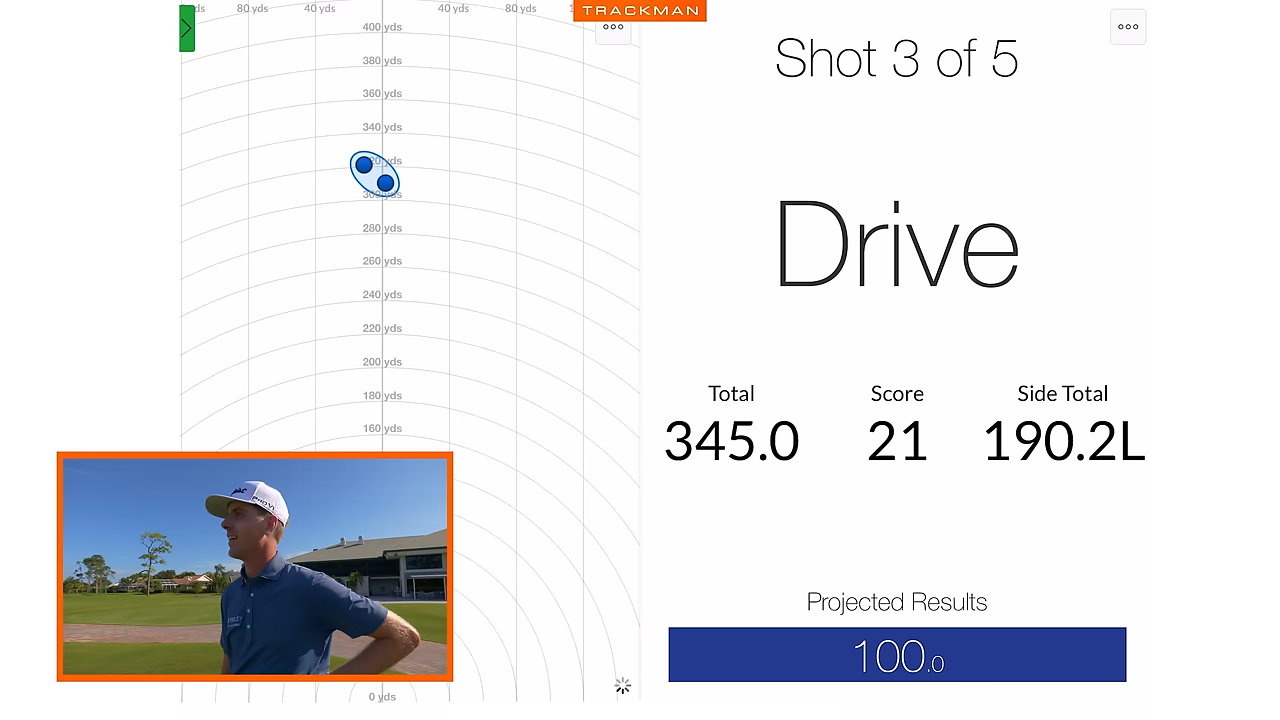 TRACKMAN
80 yds
40 yds
40 yds
80 yds
400 yds
380 yds
360 yds
340 yds
300 yds
280 yds
260 yds
240 yds
220 yds
200 yds
180 yds
160 yds
0 yds
Shot 3 of 5
Drive
Total
Score
Side Total
345.0
21
190.2L
Projected Results
100.0